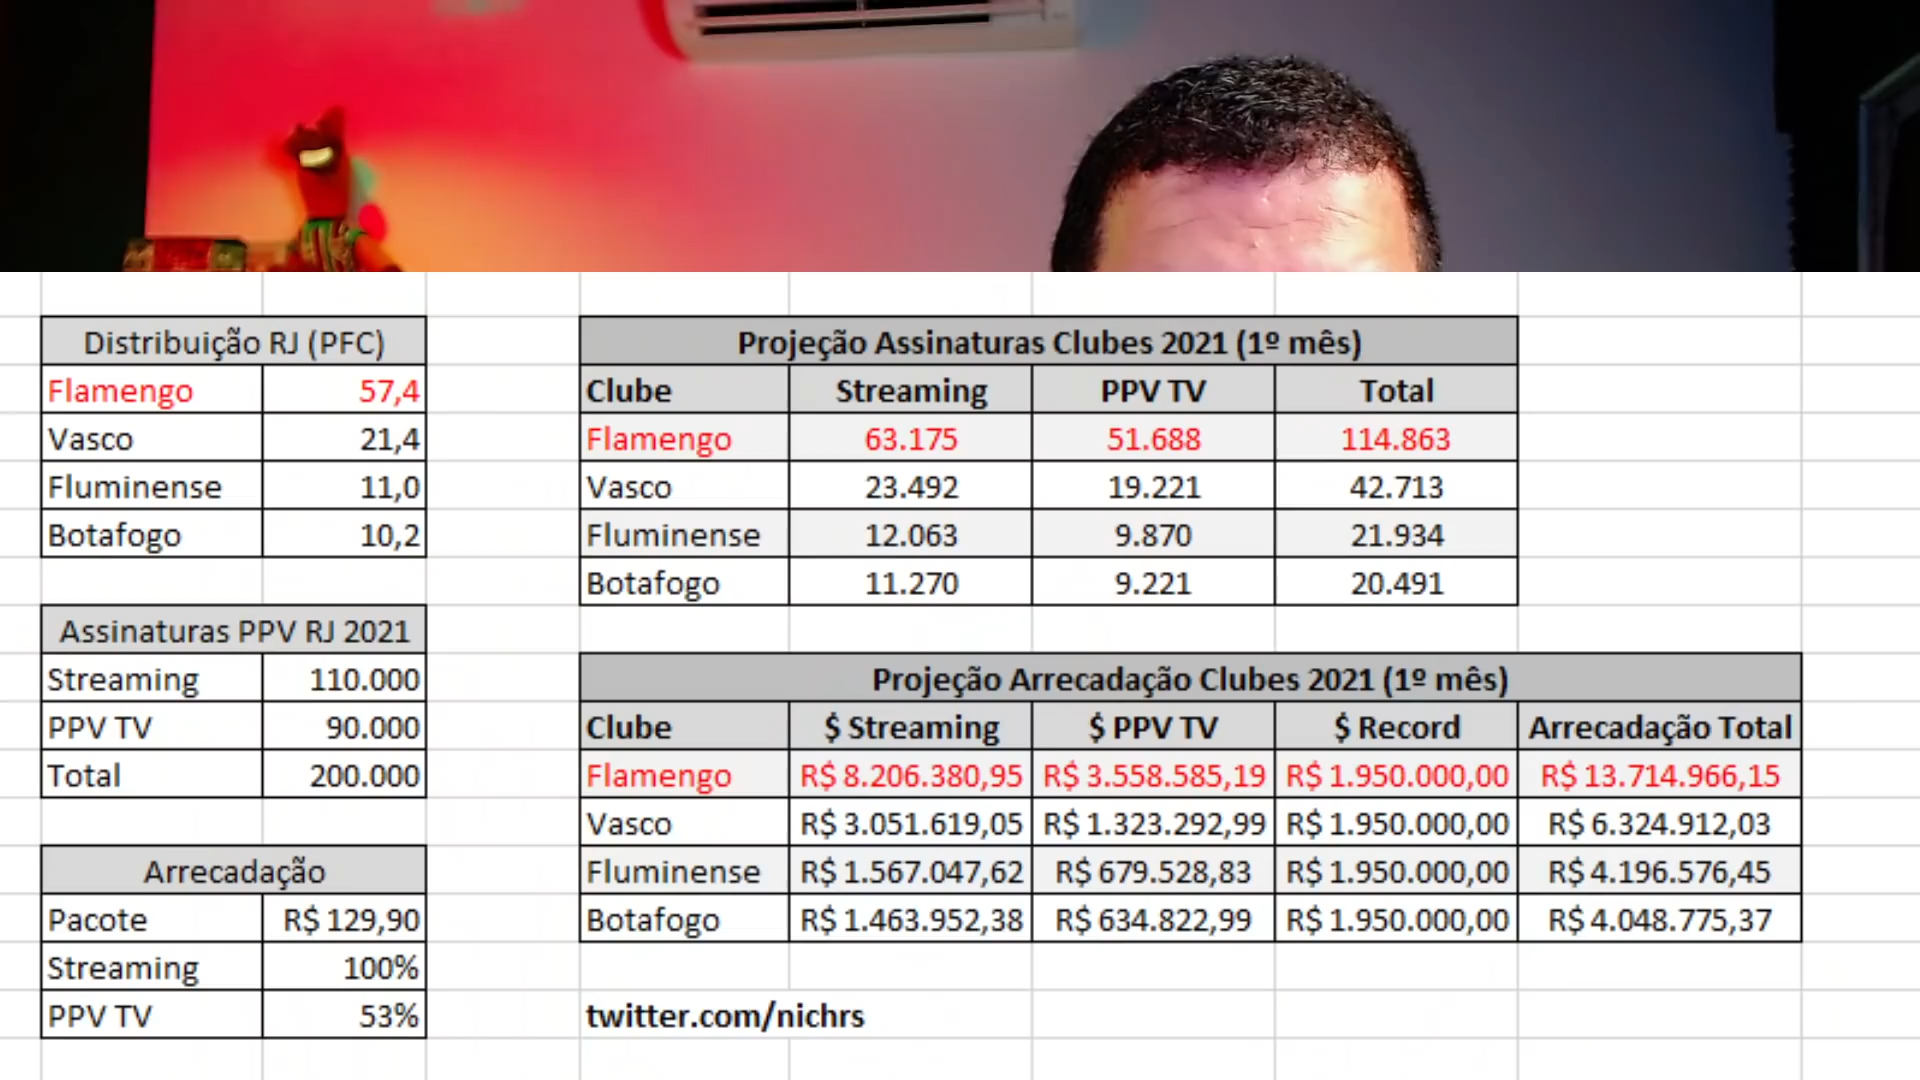 Distribuição RJ (PFC)
Flamengo 57,4
Vasco 21,4
Fluminense 11,0
Botafogo 10,2
Assinaturas PPV RJ 2021
Streaming 110.000
PPV TV 90.000
Total 200.000
Arrecadação
Pacote R$ 129,90
Streaming 100%
PPV TV 53%
Projeção Assinaturas Clubes 2021 (1º mês)
Clube Streaming PPV TV Total
Flamengo 63.175 51.688 114.863
Vasco 23.492 19.221 42.713
Fluminense 12.063 9.870 21.934
Botafogo 11.270 9.221 20.491
Projeção Arrecadação Clubes 2021 (1º mês)
Clube $ Streaming $ PPV TV $ Record Arrecadação Total
Flamengo R$ 8.206.380,95 R$ 3.558.585,19 R$ 1.950.000,00 R$ 13.714.966,15
Vasco R$ 3.051.619,05 R$ 1.323.292,99 R$ 1.950.000,00 R$ 6.324.912,03
Fluminense R$ 1.567.047,62 R$ 679.528,83 R$ 1.950.000,00 R$ 4.196.576,45
Botafogo R$ 1.463.952,38 R$ 634.822,99 R$ 1.950.000,00 R$ 4.048.775,37
twitter.com/nichrs